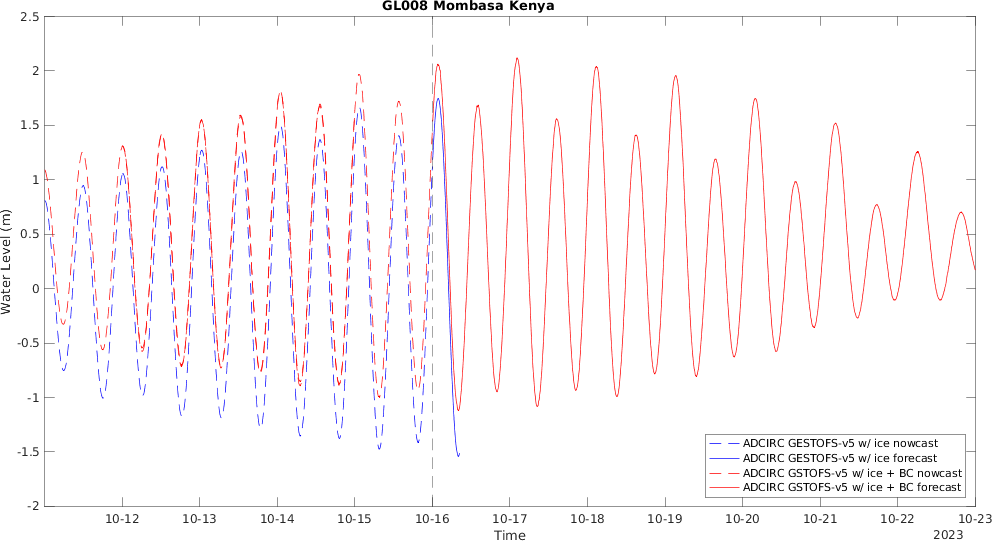 GL008 Mombasa Kenya
2.5
2
1.5
1
0.5
0
-0.5
-1
-1.5
-2
Water Level (m)
ADCIRC GESTOFS-v5 w/ ice nowcast
ADCIRC GESTOFS-v5 w/ ice forecast
ADCIRC GSTOFS-v5 w/ ice + BC nowcast
ADCIRC GSTOFS-v5 w/ ice + BC forecast
10-12 10-13 10-14 10-15 10-16 10-17 10-18 10-19 10-20 10-21 10-22 10-23
Time
2023